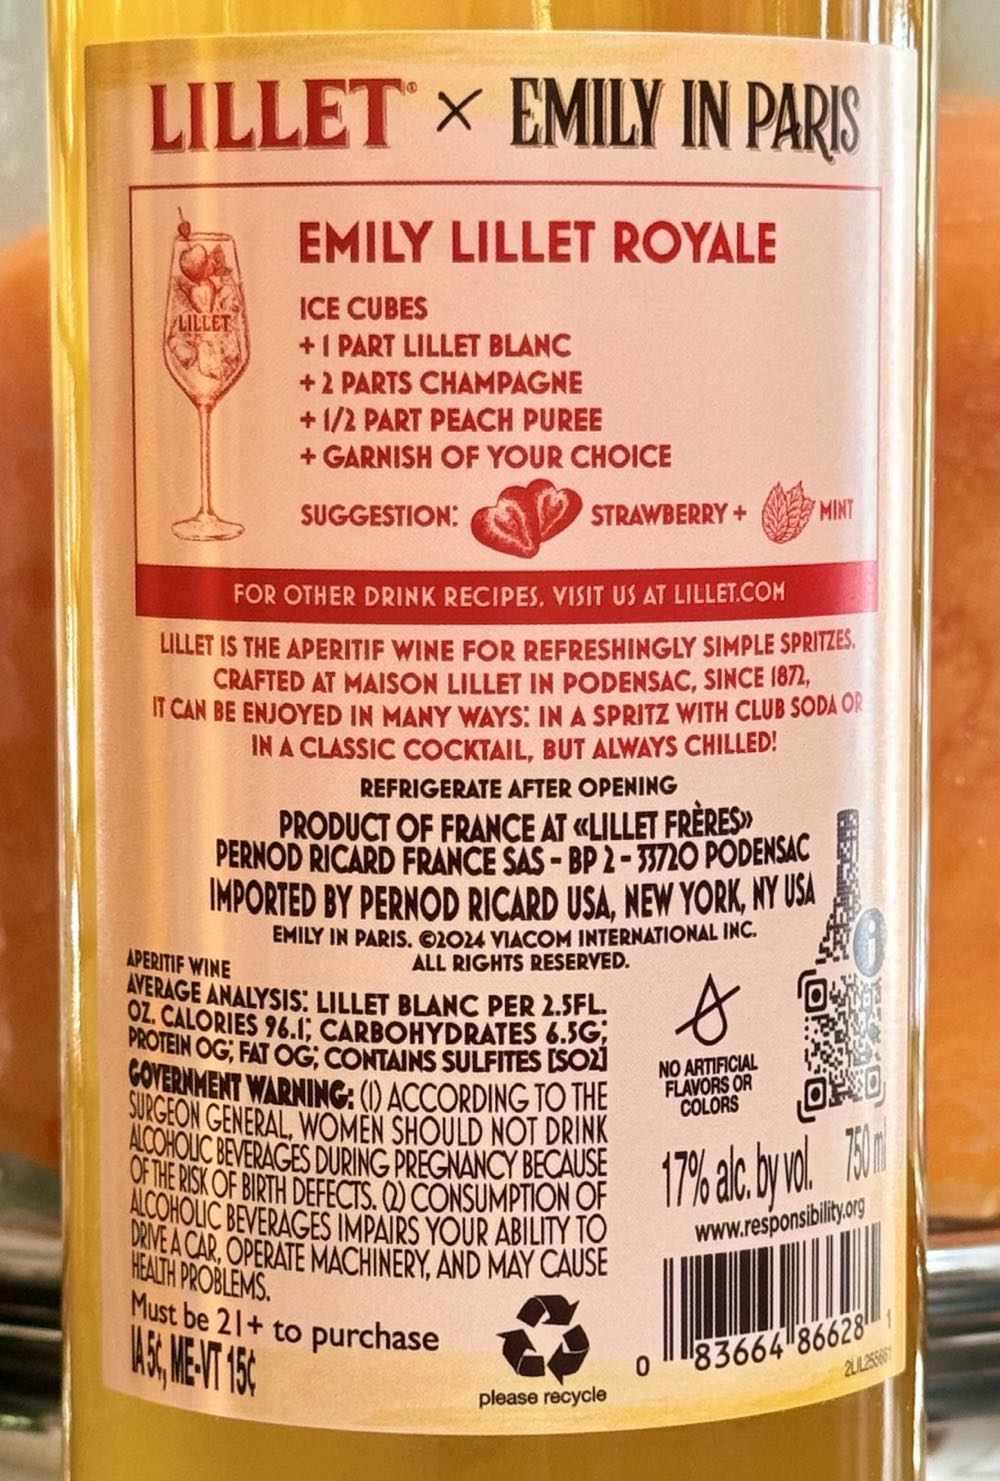 LILLET® × EMILY IN PARIS
EMILY LILLET ROYALE
LILLET
ICE CUBES
+ 1 PART LILLET BLANC
+ 2 PARTS CHAMPAGNE
+ 1/2 PART PEACH PUREE
+ GARNISH OF YOUR CHOICE
SUGGESTION: STRAWBERRY + MINT
FOR OTHER DRINK RECIPES, VISIT US AT LILLET.COM
LILLET IS THE APERITIF WINE FOR REFRESHINGLY SIMPLE SPRITZES.
CRAFTED AT MAISON LILLET IN PODENSAC, SINCE 1872,
IT CAN BE ENJOYED IN MANY WAYS: IN A SPRITZ WITH CLUB SODA OR
IN A CLASSIC COCKTAIL, BUT ALWAYS CHILLED!
REFRIGERATE AFTER OPENING
PRODUCT OF FRANCE AT «LILLET FRÈRES»
PERNOD RICARD FRANCE SAS - BP 2 - 33720 PODENSAC
IMPORTED BY PERNOD RICARD USA, NEW YORK, NY USA
EMILY IN PARIS. ©2024 VIACOM INTERNATIONAL INC.
ALL RIGHTS RESERVED.
APERITIF WINE
AVERAGE ANALYSIS: LILLET BLANC PER 2.5FL.
OZ. CALORIES 96.1; CARBOHYDRATES 6.5G;
PROTEIN 0G; FAT 0G; CONTAINS SULFITES [SO2]
GOVERNMENT WARNING: (1) ACCORDING TO THE
SURGEON GENERAL, WOMEN SHOULD NOT DRINK
ALCOHOLIC BEVERAGES DURING PREGNANCY BECAUSE
OF THE RISK OF BIRTH DEFECTS. (2) CONSUMPTION OF
ALCOHOLIC BEVERAGES IMPAIRS YOUR ABILITY TO
DRIVE A CAR, OPERATE MACHINERY, AND MAY CAUSE
HEALTH PROBLEMS.
Must be 21+ to purchase
IA 5¢, ME-VT 15¢
please recycle
i
NO ARTIFICIAL
FLAVORS OR
COLORS
17% alc. by vol. 750 ml
www.responsibility.org
0 83664 86628 1